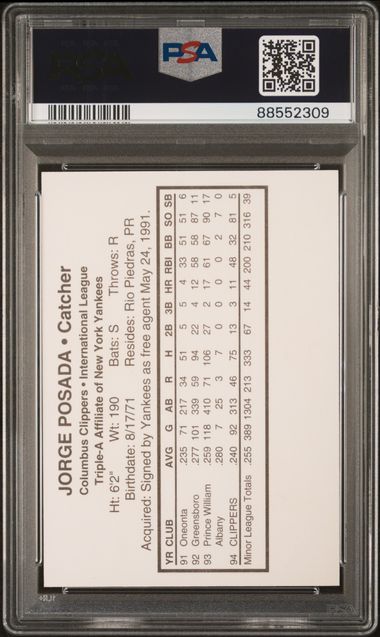 PSA
88552309
JORGE POSADA • Catcher
Columbus Clippers • International League
Triple-A Affiliate of New York Yankees
Ht: 6'2" Wt: 190 Bats: S Throws: R
Birthdate: 8/17/71 Resides: Rio Piedras, PR
Acquired: Signed by Yankees as free agent May 24, 1991.
YR CLUB AVG G AB R H 2B 3B HR RBI BB SO SB
91 Oneonta .235 71 217 34 51 5 5 4 33 51 51 6
92 Greensboro .277 101 339 59 94 22 4 12 58 58 87 11
93 Prince William .259 118 410 71 106 27 2 17 61 67 90 17
Albany .280 7 25 3 7 0 0 0 0 2 7 0
94 CLIPPERS .240 92 313 46 75 13 3 11 48 32 81 5
Minor League Totals .255 389 1304 213 333 67 14 44 200 210 316 39